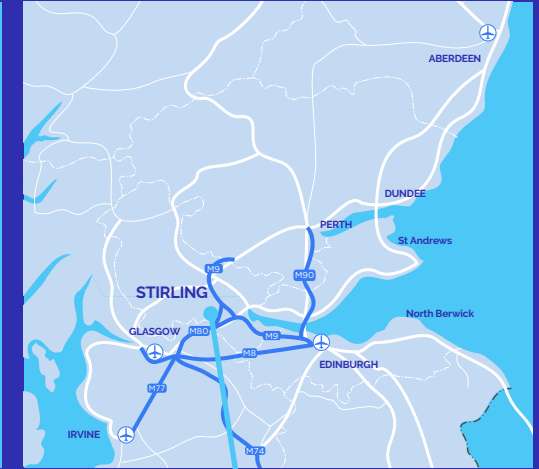 ABERDEEN
DUNDEE
PERTH
St Andrews
M9
M90
STIRLING
North Berwick
GLASGOW
M80
M9
M8
EDINBURGH
M77
IRVINE
M74